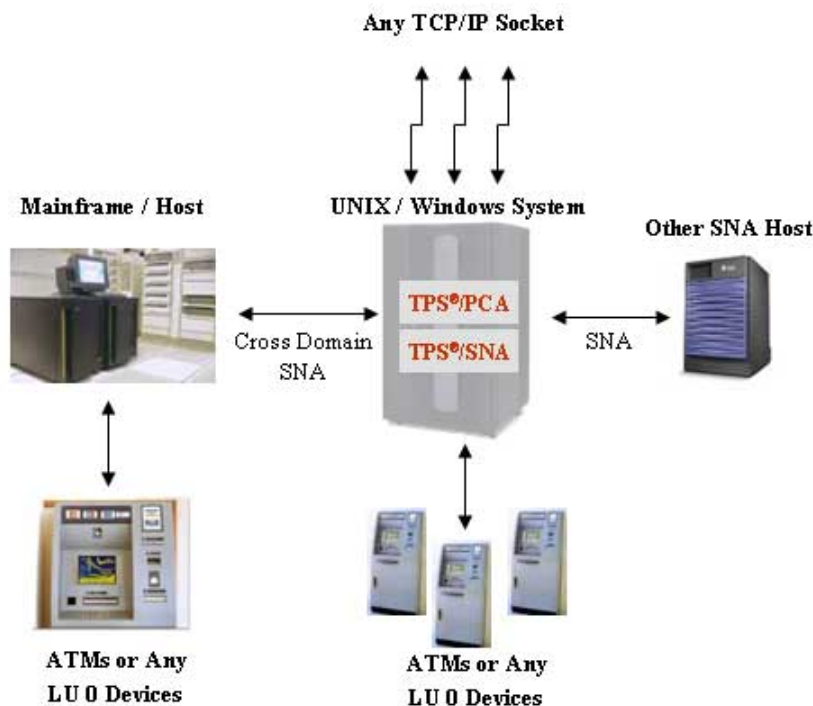 Any TCP/IP Socket
Mainframe / Host
UNIX / Windows System
Other SNA Host
TPS®/PCA
TPS®/SNA
Cross Domain
SNA
SNA
ATMs or Any
LU 0 Devices
ATMs or Any
LU 0 Devices